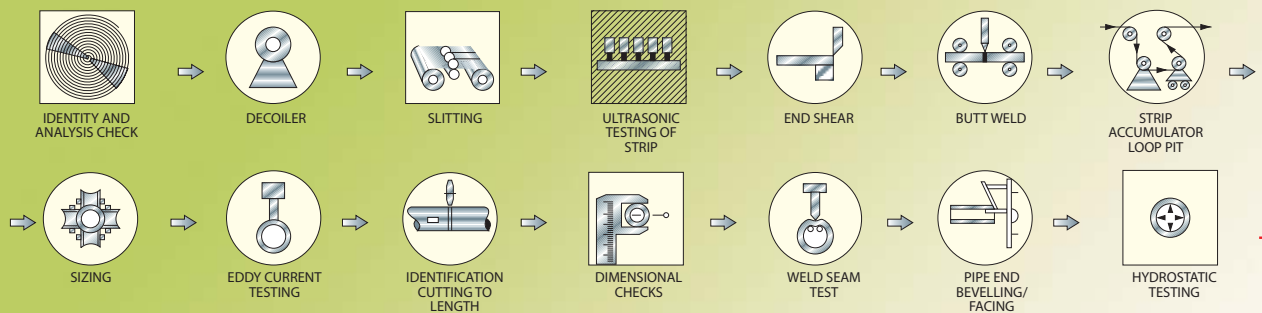 IDENTITY AND
ANALYSIS CHECK
DECOILER
SLITTING
ULTRASONIC
TESTING OF
STRIP
END SHEAR
BUTT WELD
STRIP
ACCUMULATOR
LOOP PIT
SIZING
EDDY CURRENT
TESTING
IDENTIFICATION
CUTTING TO
LENGTH
DIMENSIONAL
CHECKS
WELD SEAM
TEST
PIPE END
BEVELLING/
FACING
HYDROSTATIC
TESTING